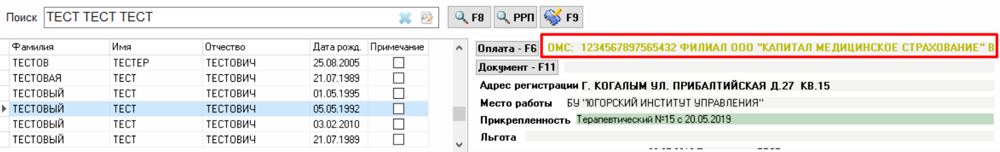 Поиск ТЕСТ ТЕСТ ТЕСТ F8 РРП F9
Фамилия Имя Отчество Дата рожд. Примечание
ТЕСТОВ ТЕСТЕР ТЕСТОВИЧ 25.08.2005
ТЕСТОВАЯ ТЕСТ ТЕСТОВИЧ 21.07.1989
ТЕСТОВЫЙ ТЕСТ ТЕСТОВИЧ 01.05.1995
ТЕСТОВЫЙ ТЕСТ ТЕСТОВИЧ 05.05.1992
ТЕСТОВЫЙ ТЕСТ ТЕСТОВИЧ 03.02.2010
ТЕСТОВЫЙ ТЕСТ ТЕСТОВИЧ 21.07.1989
Оплата - F6 ОМС: 1234567897565432 ФИЛИАЛ ООО "КАПИТАЛ МЕДИЦИНСКОЕ СТРАХОВАНИЕ" В
Документ - F11
Адрес регистрации Г. КОГАЛЫМ УЛ. ПРИБАЛТИЙСКАЯ Д.27 КВ.15
Место работы БУ "ЮГОРСКИЙ ИНСТИТУТ УПРАВЛЕНИЯ"
Прикрепленность Терапевтический №15 с 20.05.2019
Льгота